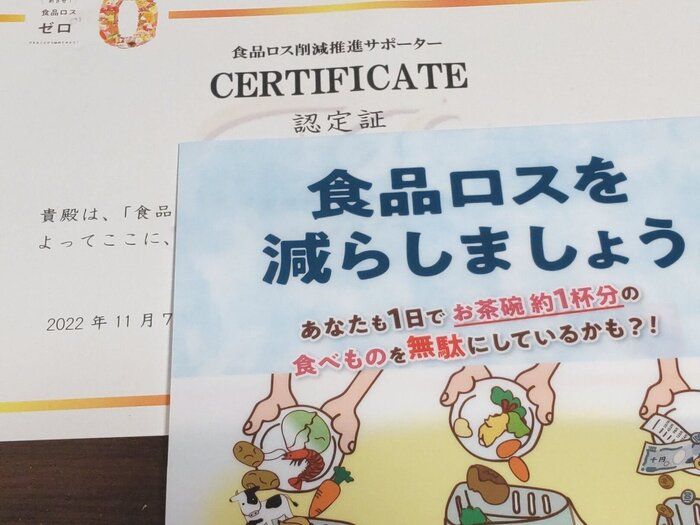 食品ロス
ゼロ
0
食品ロス削減推進サポーター
CERTIFICATE
認定証
貴殿は、「食品
よってここに、
2022 年 11 月 7
食品ロスを
減らしましょう
あなたも1日で お茶碗 約1杯分の
食べものを無駄にしているかも?!
千円